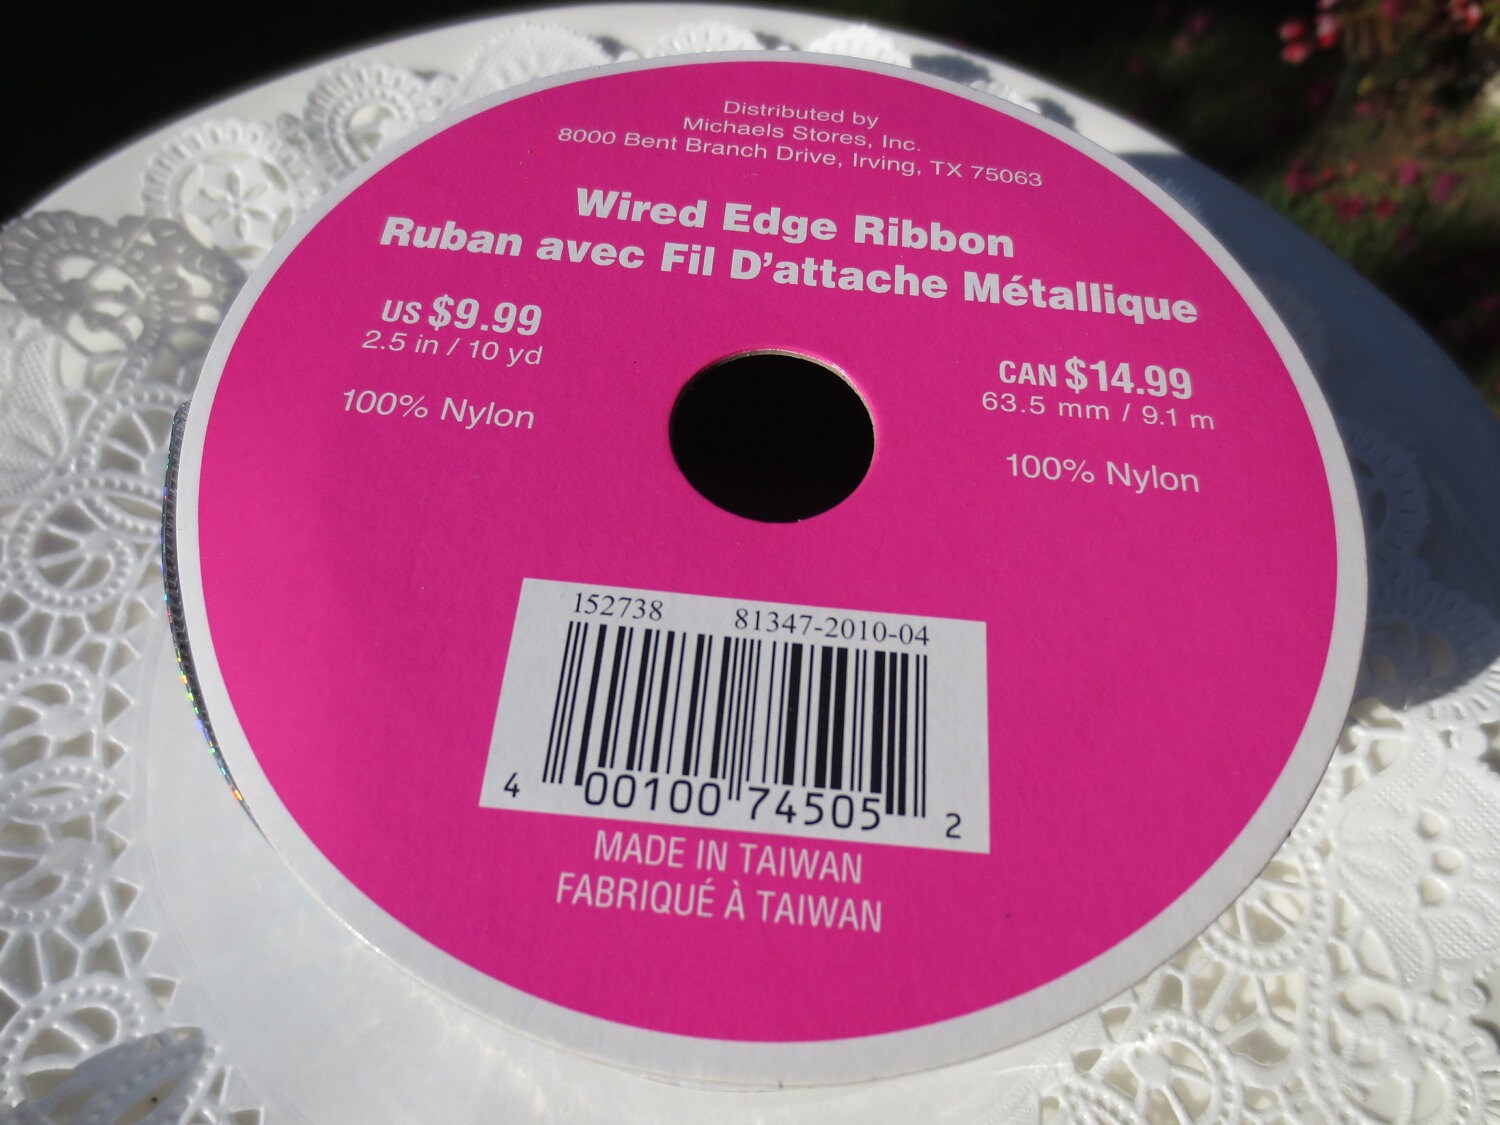 Distributed by
Michaels Stores, Inc.
8000 Bent Branch Drive, Irving, TX 75063
Wired Edge Ribbon
Ruban avec Fil D'attache Métallique
US $9.99
2.5 in / 10 yd
100% Nylon
CAN $14.99
63.5 mm / 9.1 m
100% Nylon
152738 81347-2010-04
4 00100 74505 2
MADE IN TAIWAN
FABRIQUÉ À TAIWAN